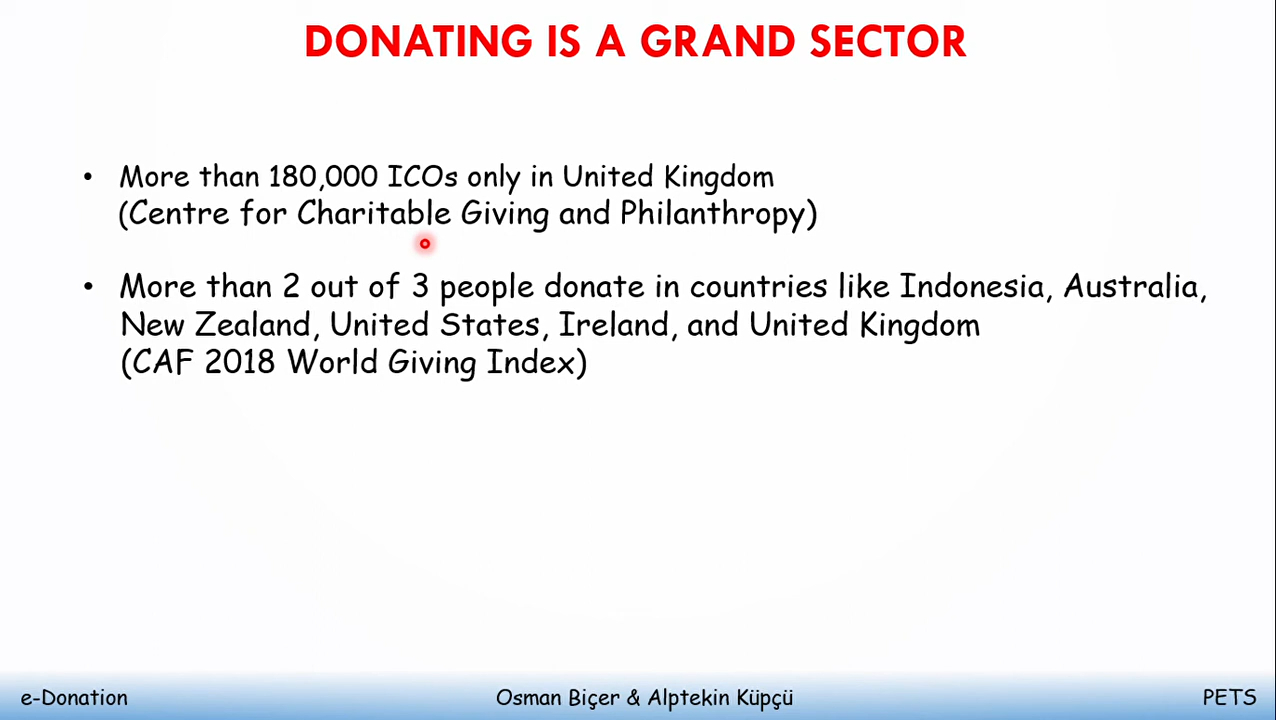 DONATING IS A GRAND SECTOR
• More than 180,000 ICOs only in United Kingdom
(Centre for Charitable Giving and Philanthropy)
• More than 2 out of 3 people donate in countries like Indonesia, Australia,
New Zealand, United States, Ireland, and United Kingdom
(CAF 2018 World Giving Index)
e-Donation
Osman Biçer & Alptekin Küpçü
PETS